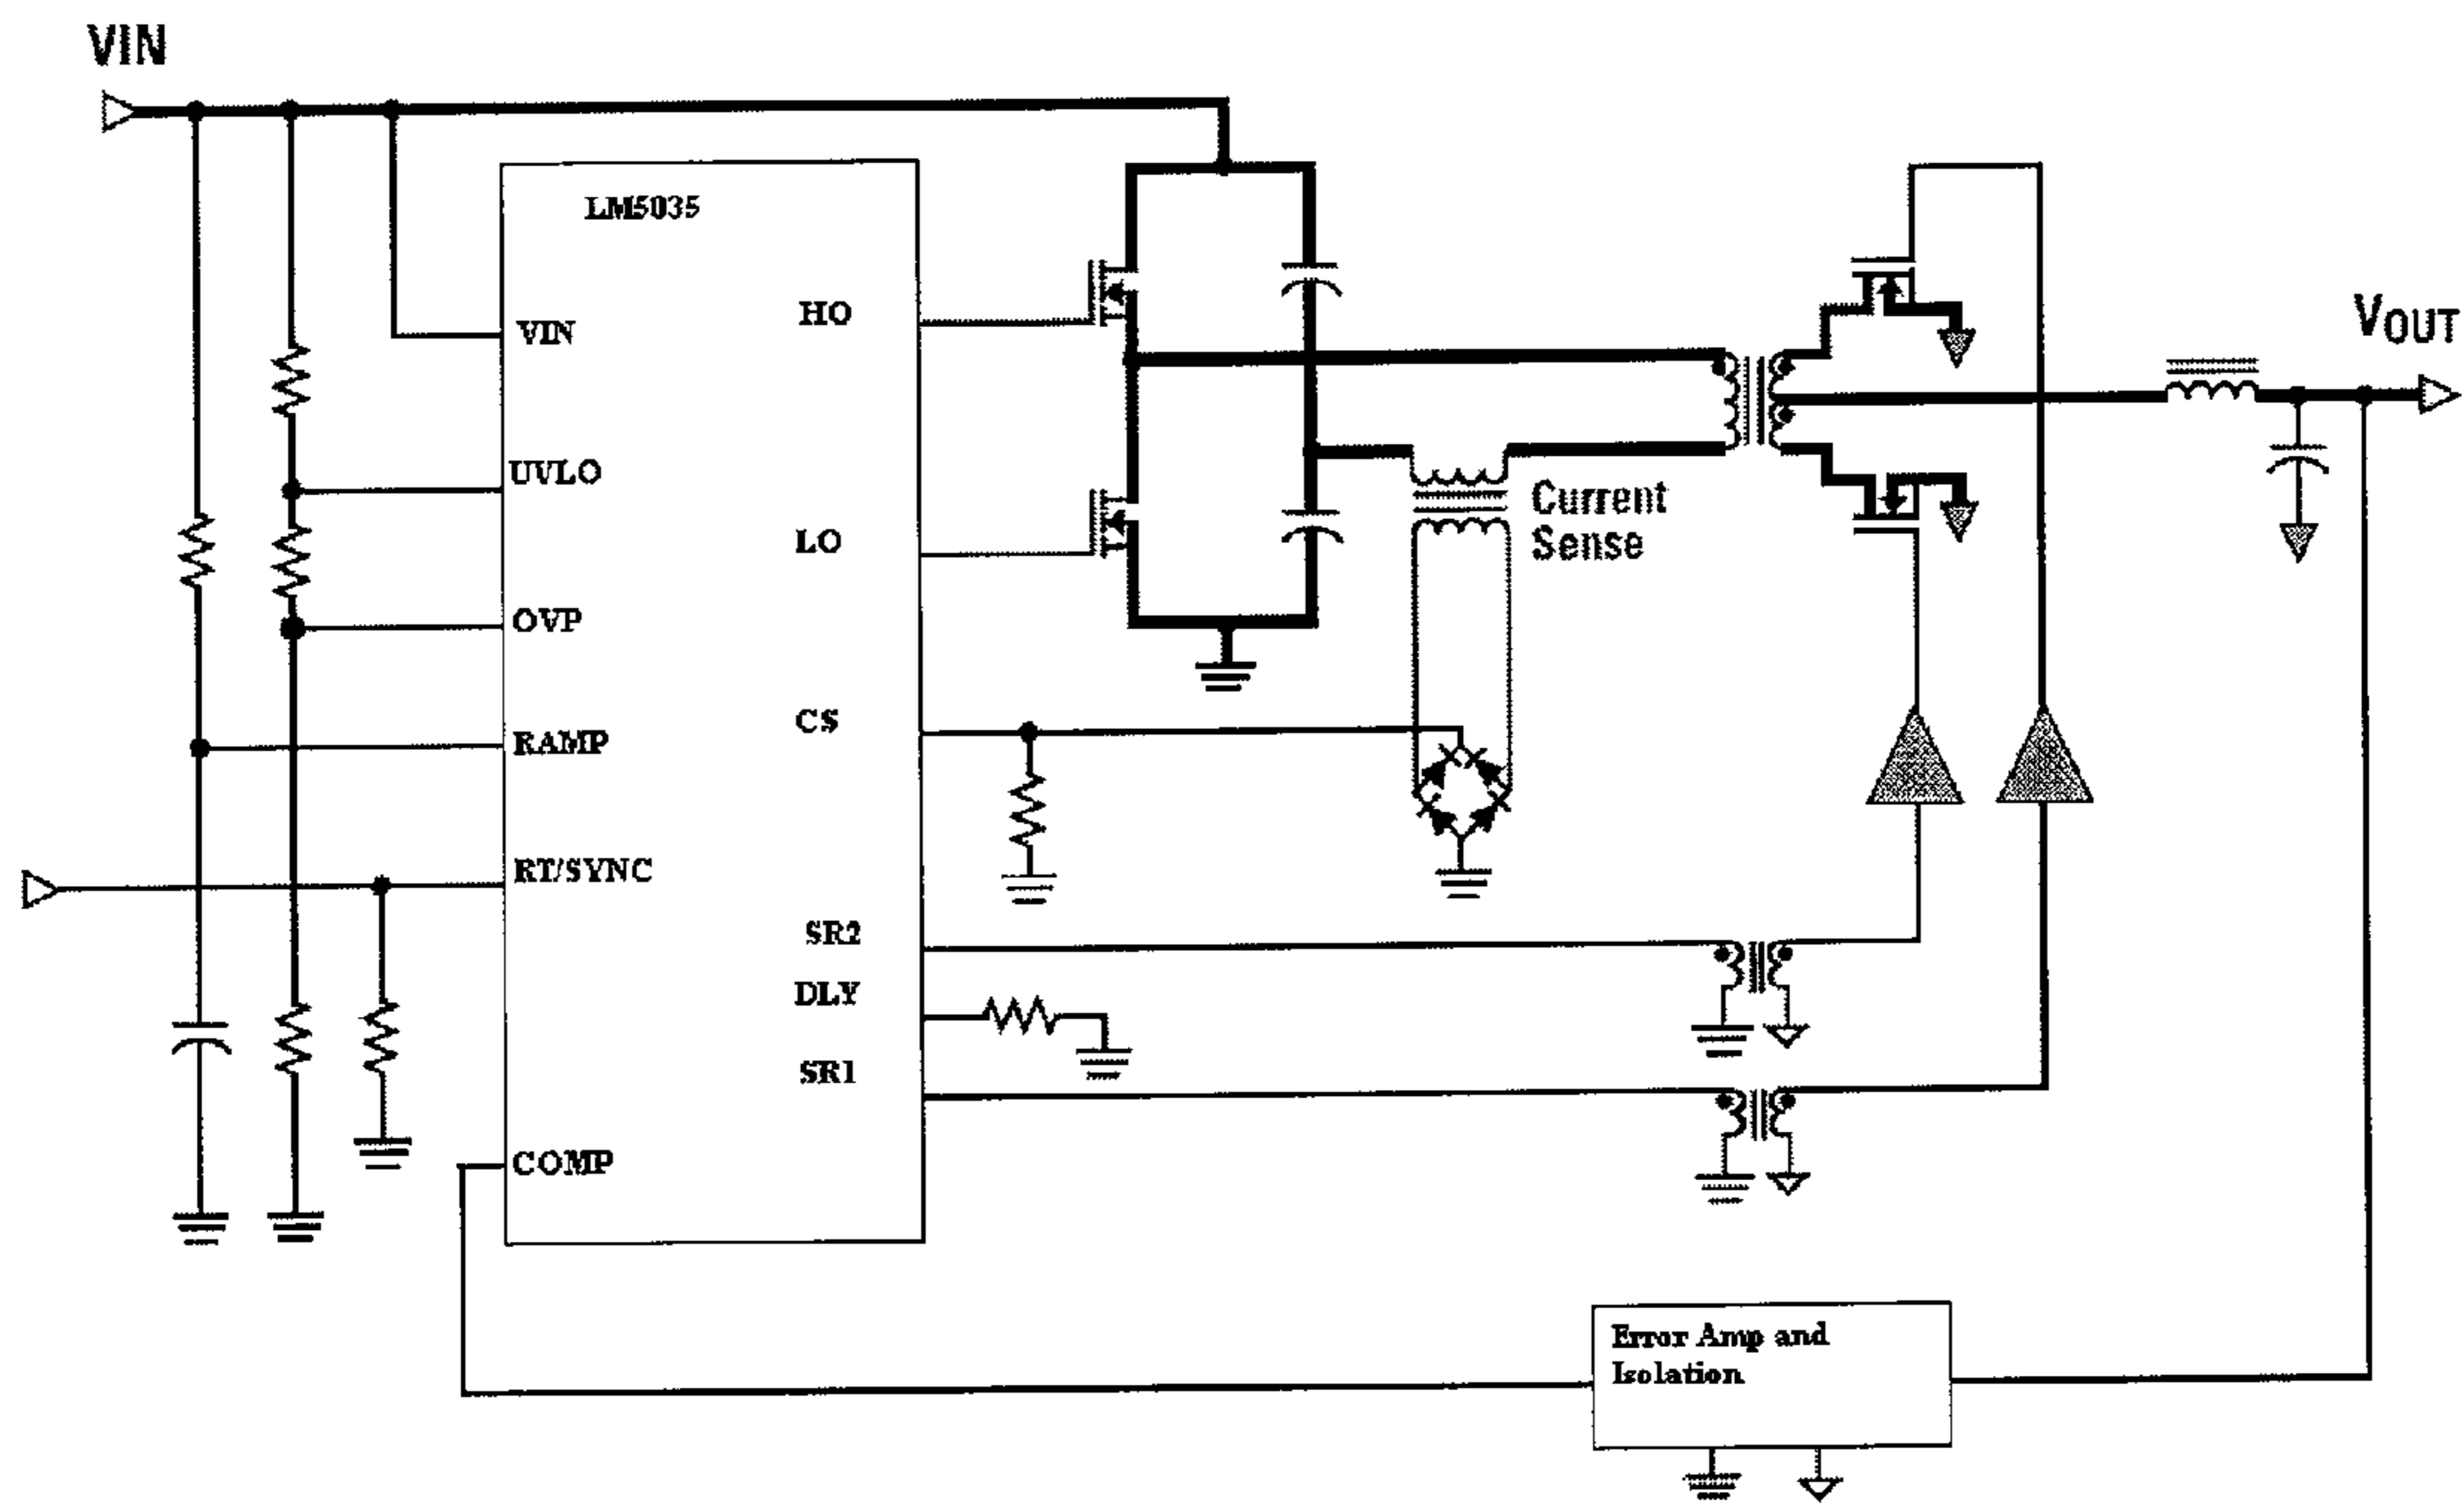 VIN
LM5035
VIN
HO
VOUT
UVLO
Current
Sense
LO
OVP
CS
RAMP
RT/SYNC
SR2
DLY
SR1
COMP
Error Amp and
Isolation